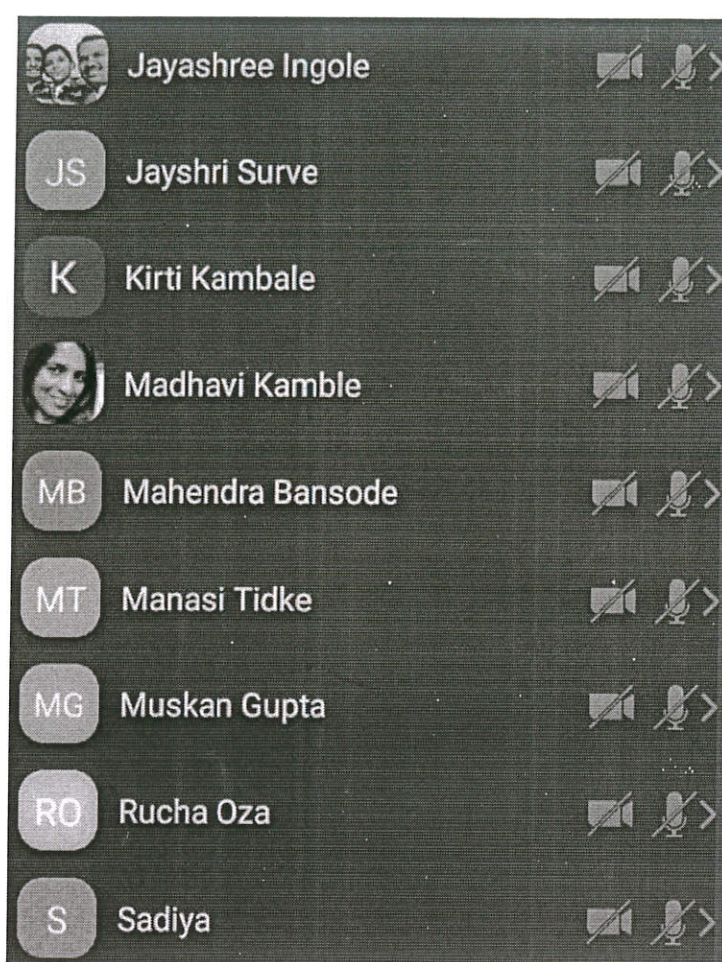 Jayashree Ingole
JS Jayshri Surve
K Kirti Kambale
Madhavi Kamble
MB Mahendra Bansode
MT Manasi Tidke
MG Muskan Gupta
RO Rucha Oza
S Sadiya